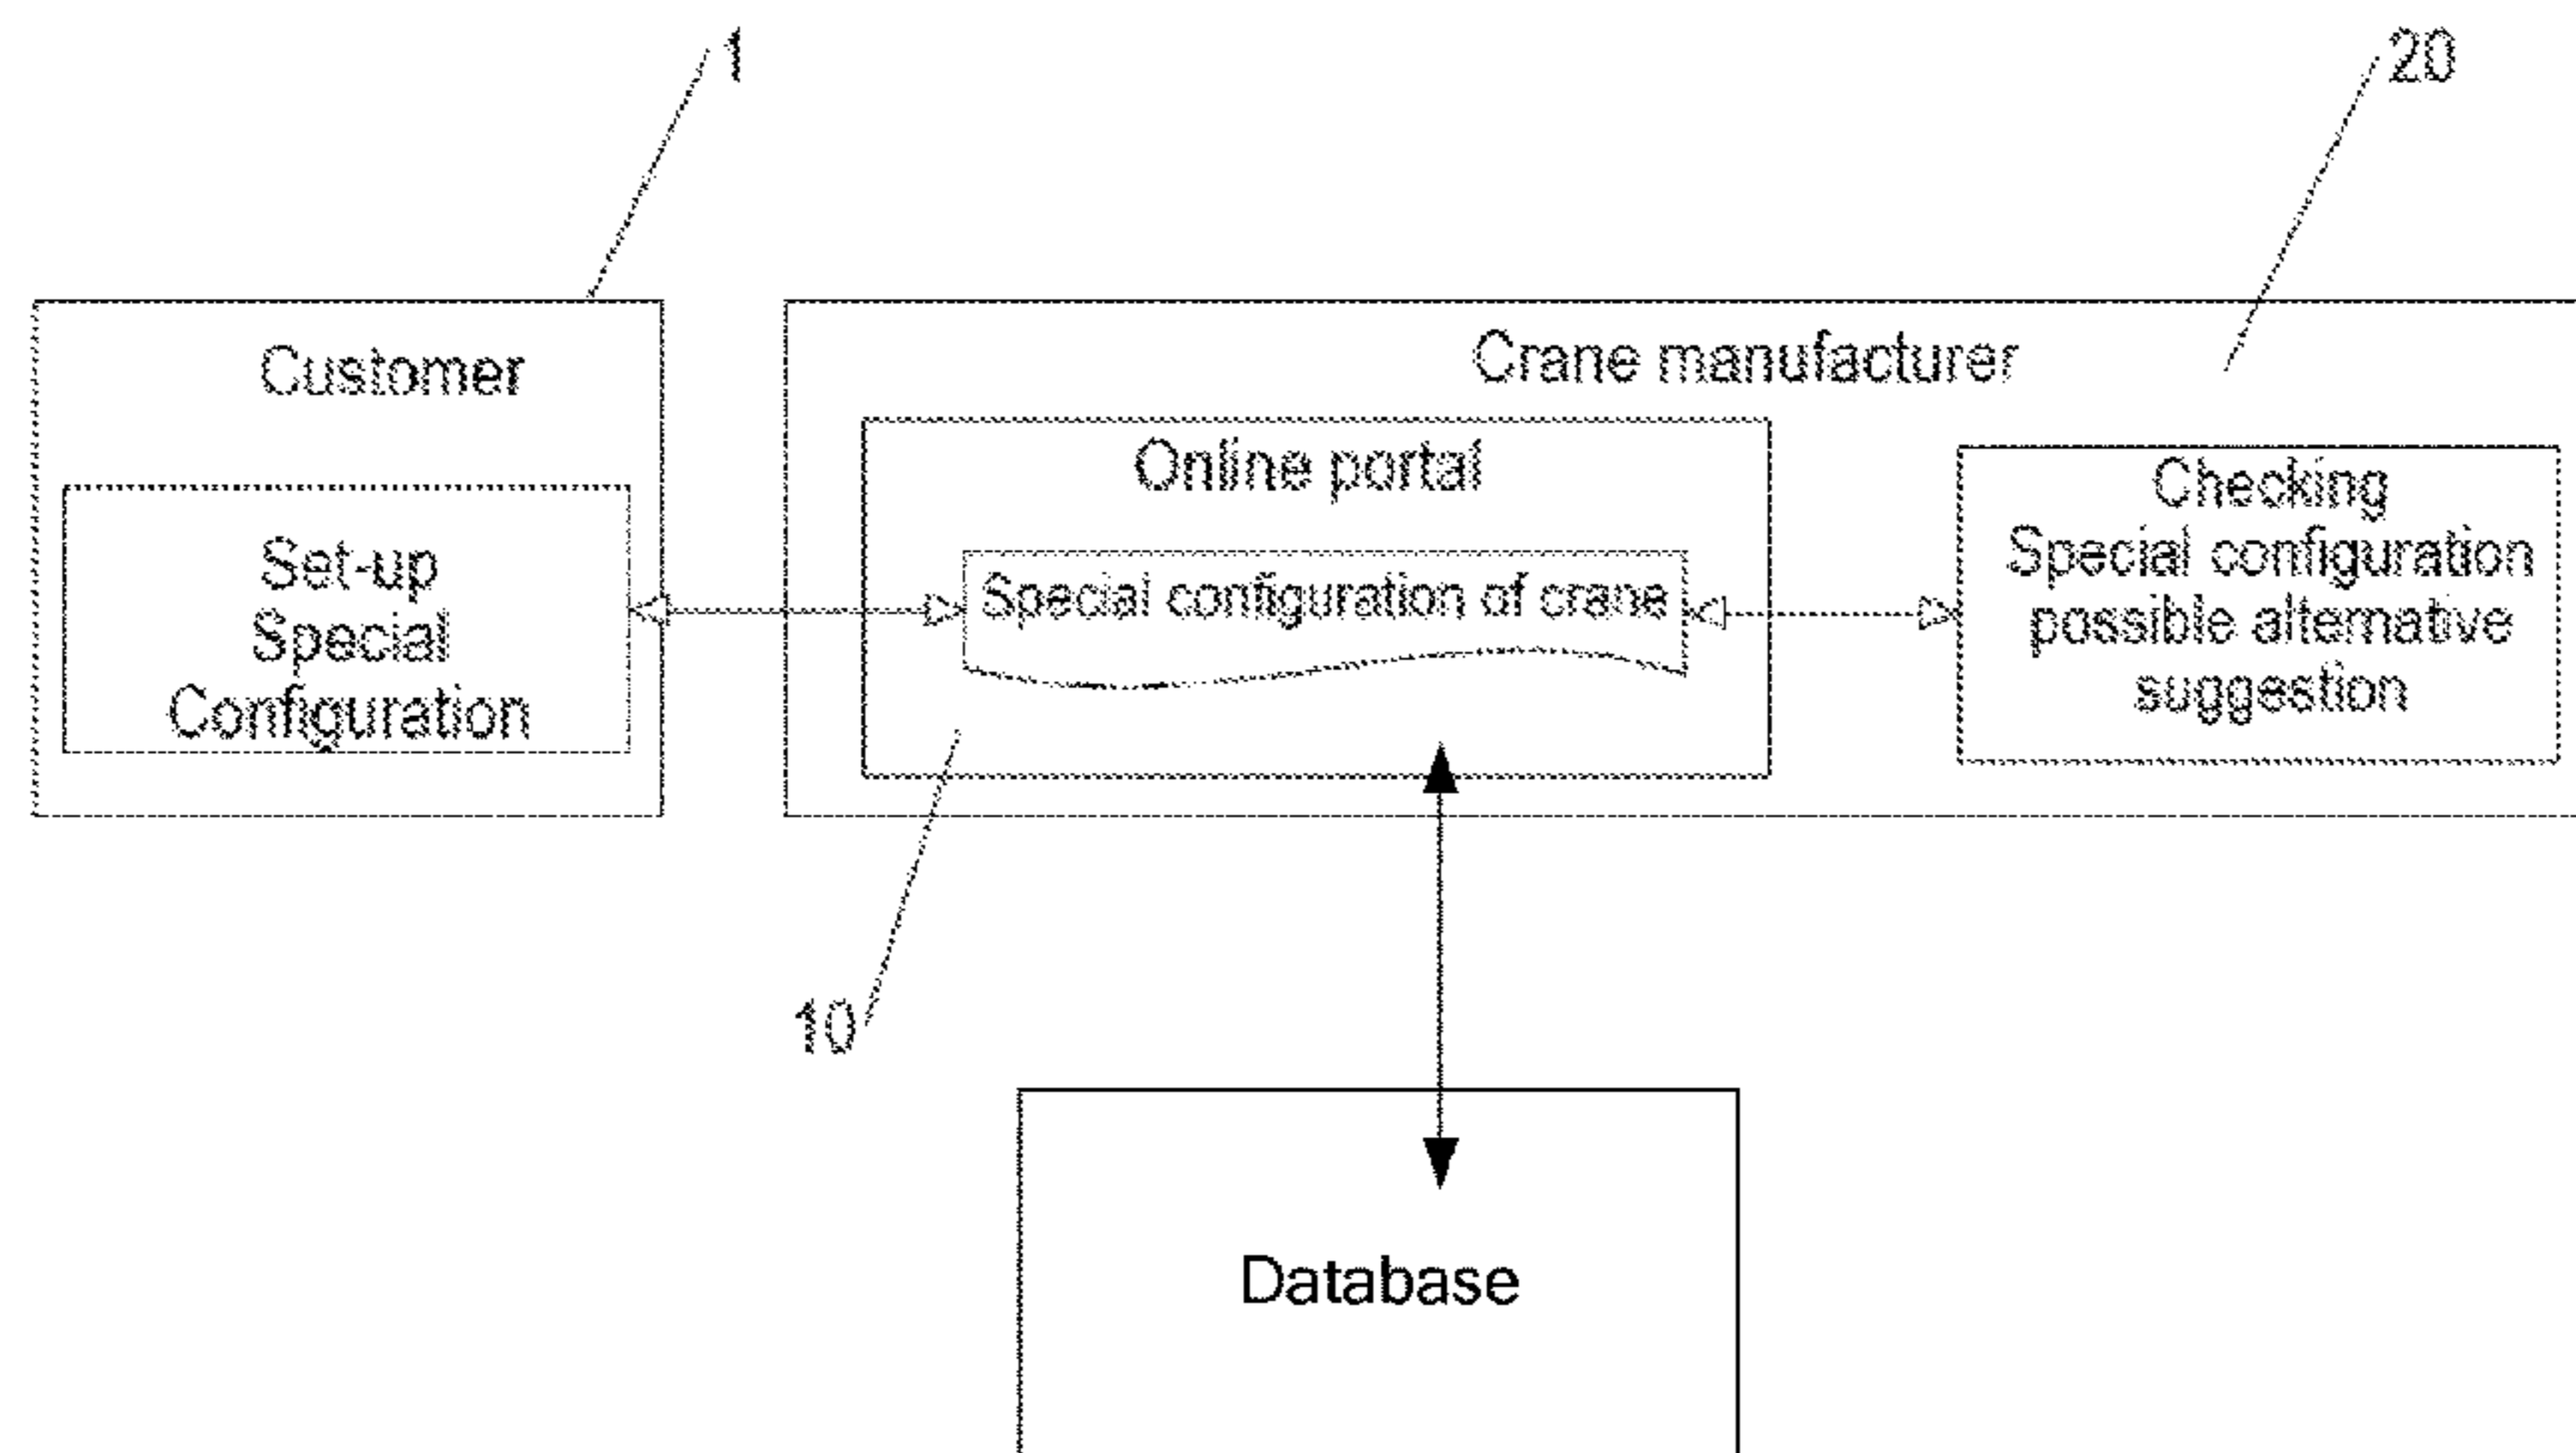 1
20
Customer
Set-up
Special
Configuration
Crane manufacturer
Online portal
Special configuration of crane
Checking
Special configuration
possible alternative
suggestion
10
Database